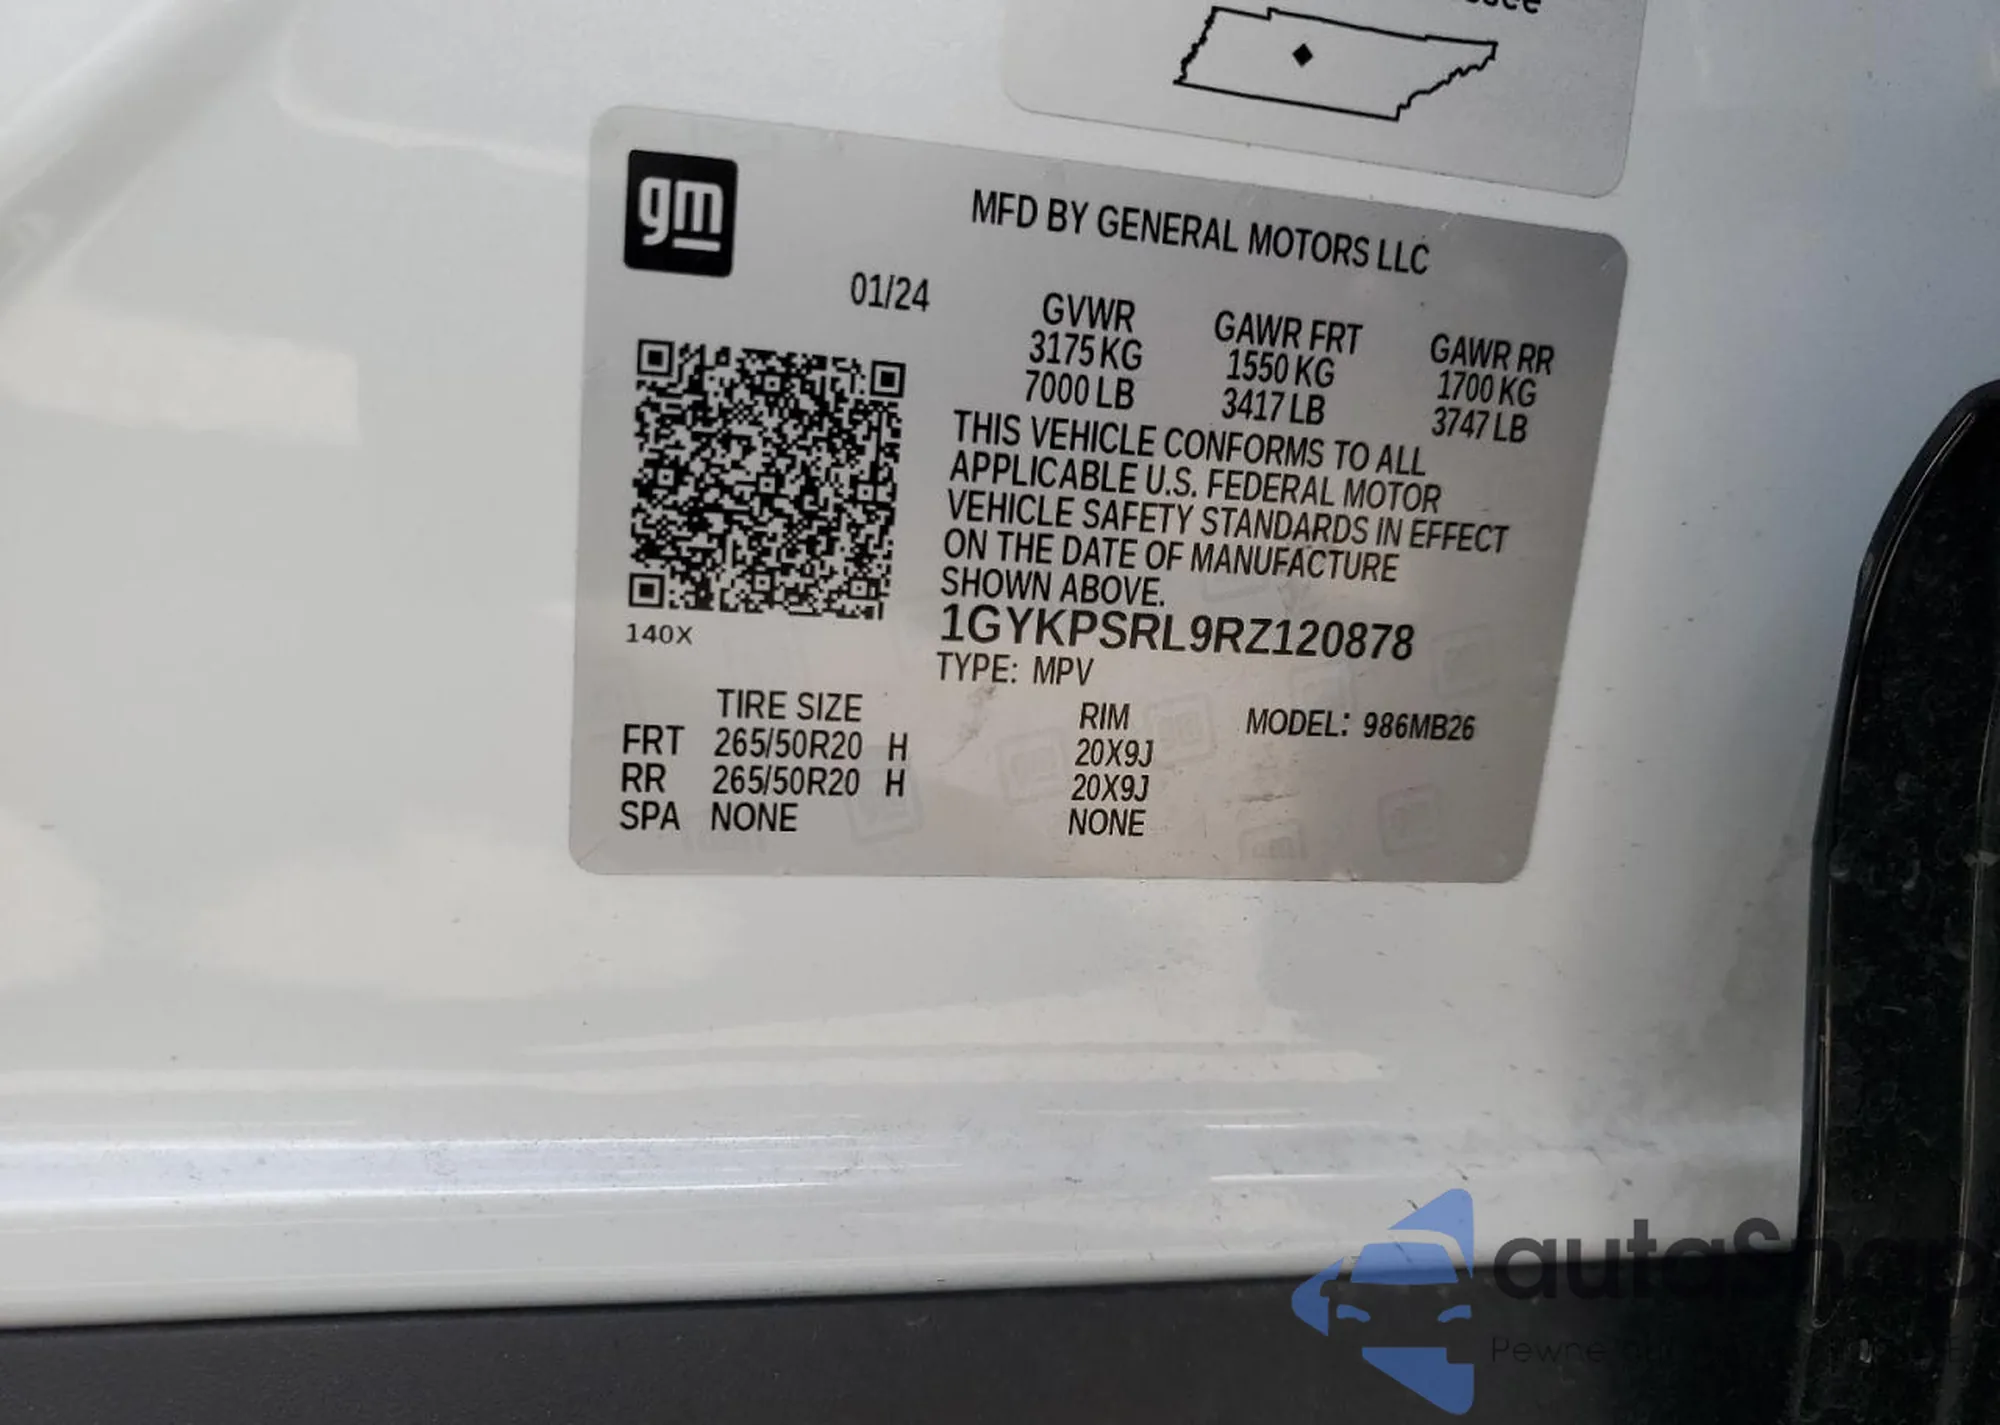 gm
MFD BY GENERAL MOTORS LLC
01/24
GVWR GAWR FRT GAWR RR
3175 KG 1550 KG 1700 KG
7000 LB 3417 LB 3747 LB
THIS VEHICLE CONFORMS TO ALL
APPLICABLE U.S. FEDERAL MOTOR
VEHICLE SAFETY STANDARDS IN EFFECT
ON THE DATE OF MANUFACTURE
SHOWN ABOVE.
1GYKPSRL9RZ120878
140X
TYPE: MPV
TIRE SIZE RIM MODEL: 986MB26
FRT 265/50R20 H 20X9J
RR 265/50R20 H 20X9J
SPA NONE NONE
autaSnap
Pewne